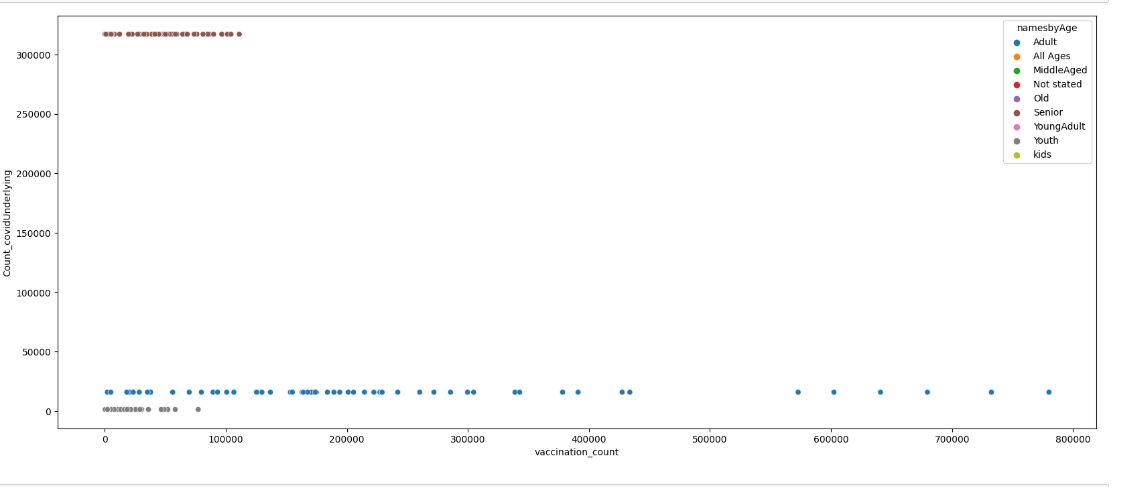 namesbyAge
Adult
All Ages
MiddleAged
Not stated
Old
Senior
YoungAdult
Youth
kids
Count_covidUnderlying
300000
250000
200000
150000
100000
50000
0
0 100000 200000 300000 400000 500000 600000 700000 800000
vaccination_count